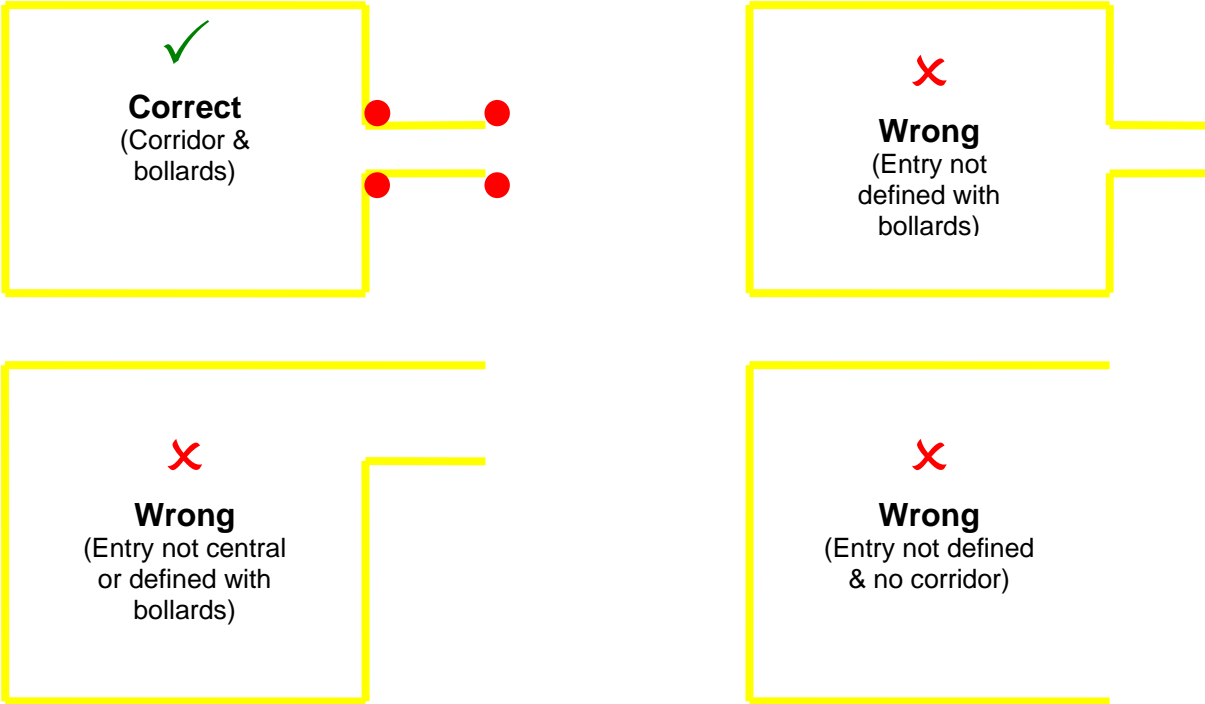 Correct
(Corridor &
bollards)
Wrong
(Entry not
defined with
bollards)
Wrong
(Entry not central
or defined with
bollards)
Wrong
(Entry not defined
& no corridor)